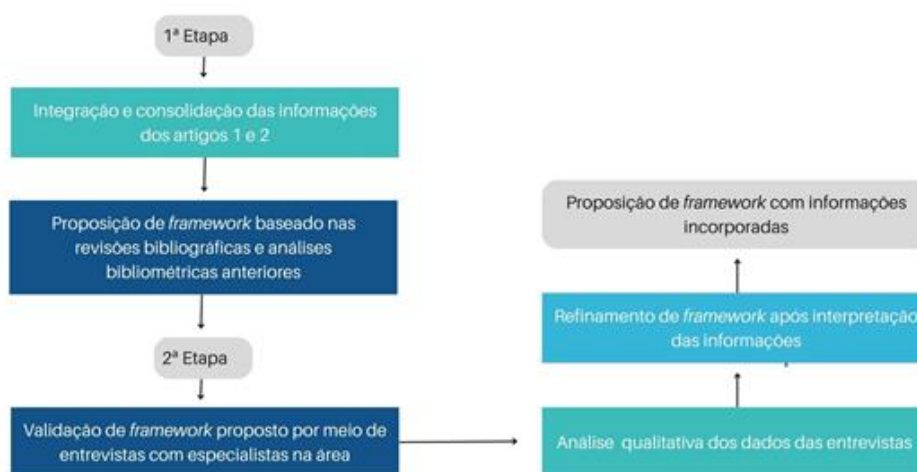 1ª Etapa
Integração e consolidação das informações
dos artigos 1 e 2
Proposição de framework baseado nas
revisões bibliográficas e análises
bibliométricas anteriores
2ª Etapa
Validação de framework proposto por meio de
entrevistas com especialistas na área
Análise qualitativa dos dados das entrevistas
Refinamento de framework após interpretação
das informações
Proposição de framework com informações
incorporadas